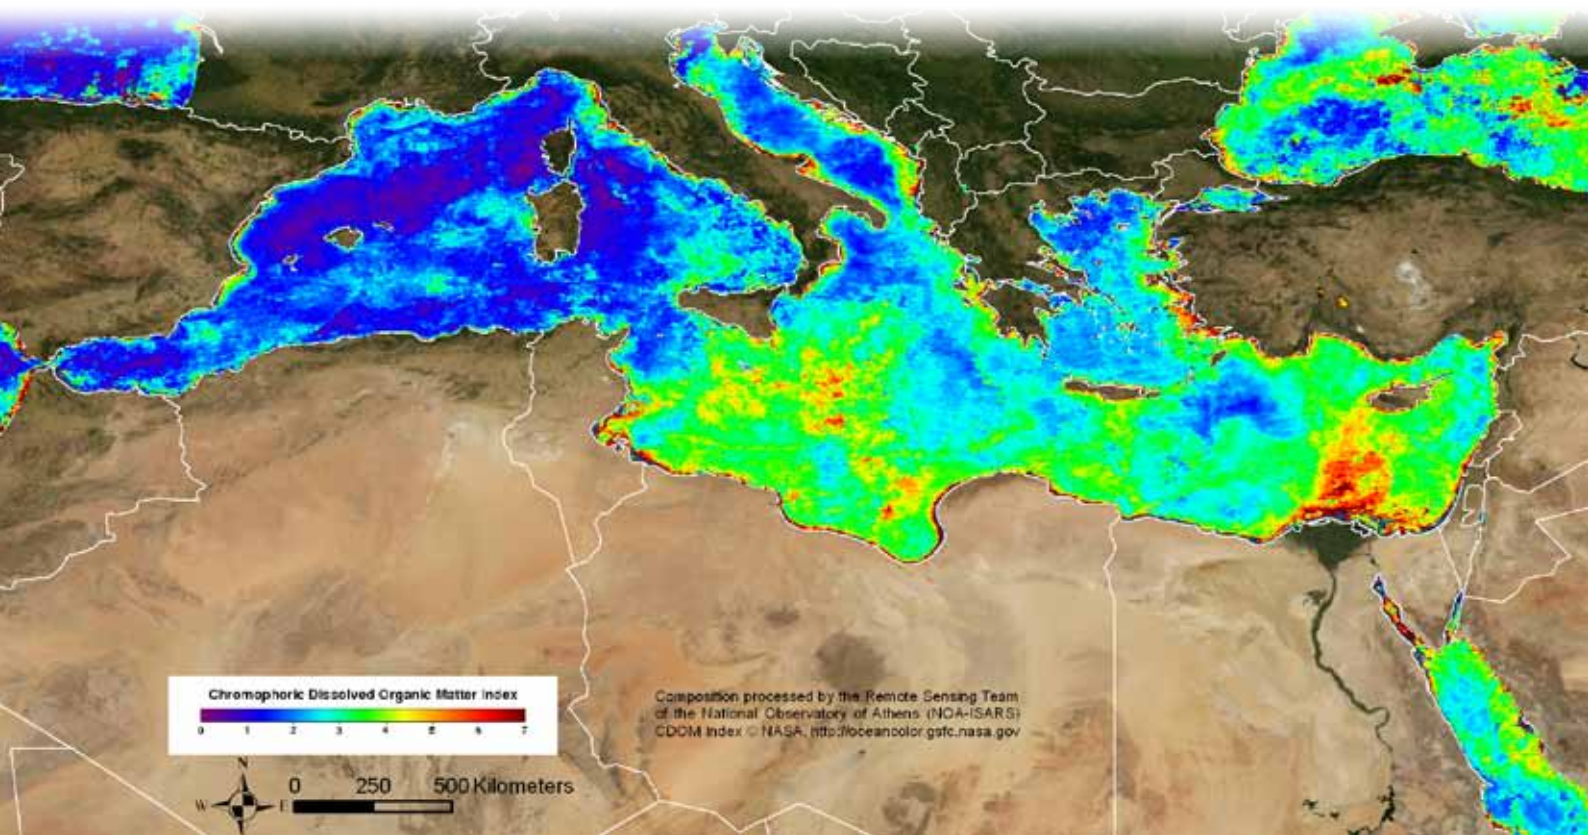 Chromophoric Dissolved Organic Matter Index
0 1 2 3 4 5 6 7
Composition processed by the Remote Sensing Team
of the National Observatory of Athens (NOA-ISARS)
CDOM Index © NASA. http://oceancolor.gsfc.nasa.gov
N
W E
0 250 500 Kilometers